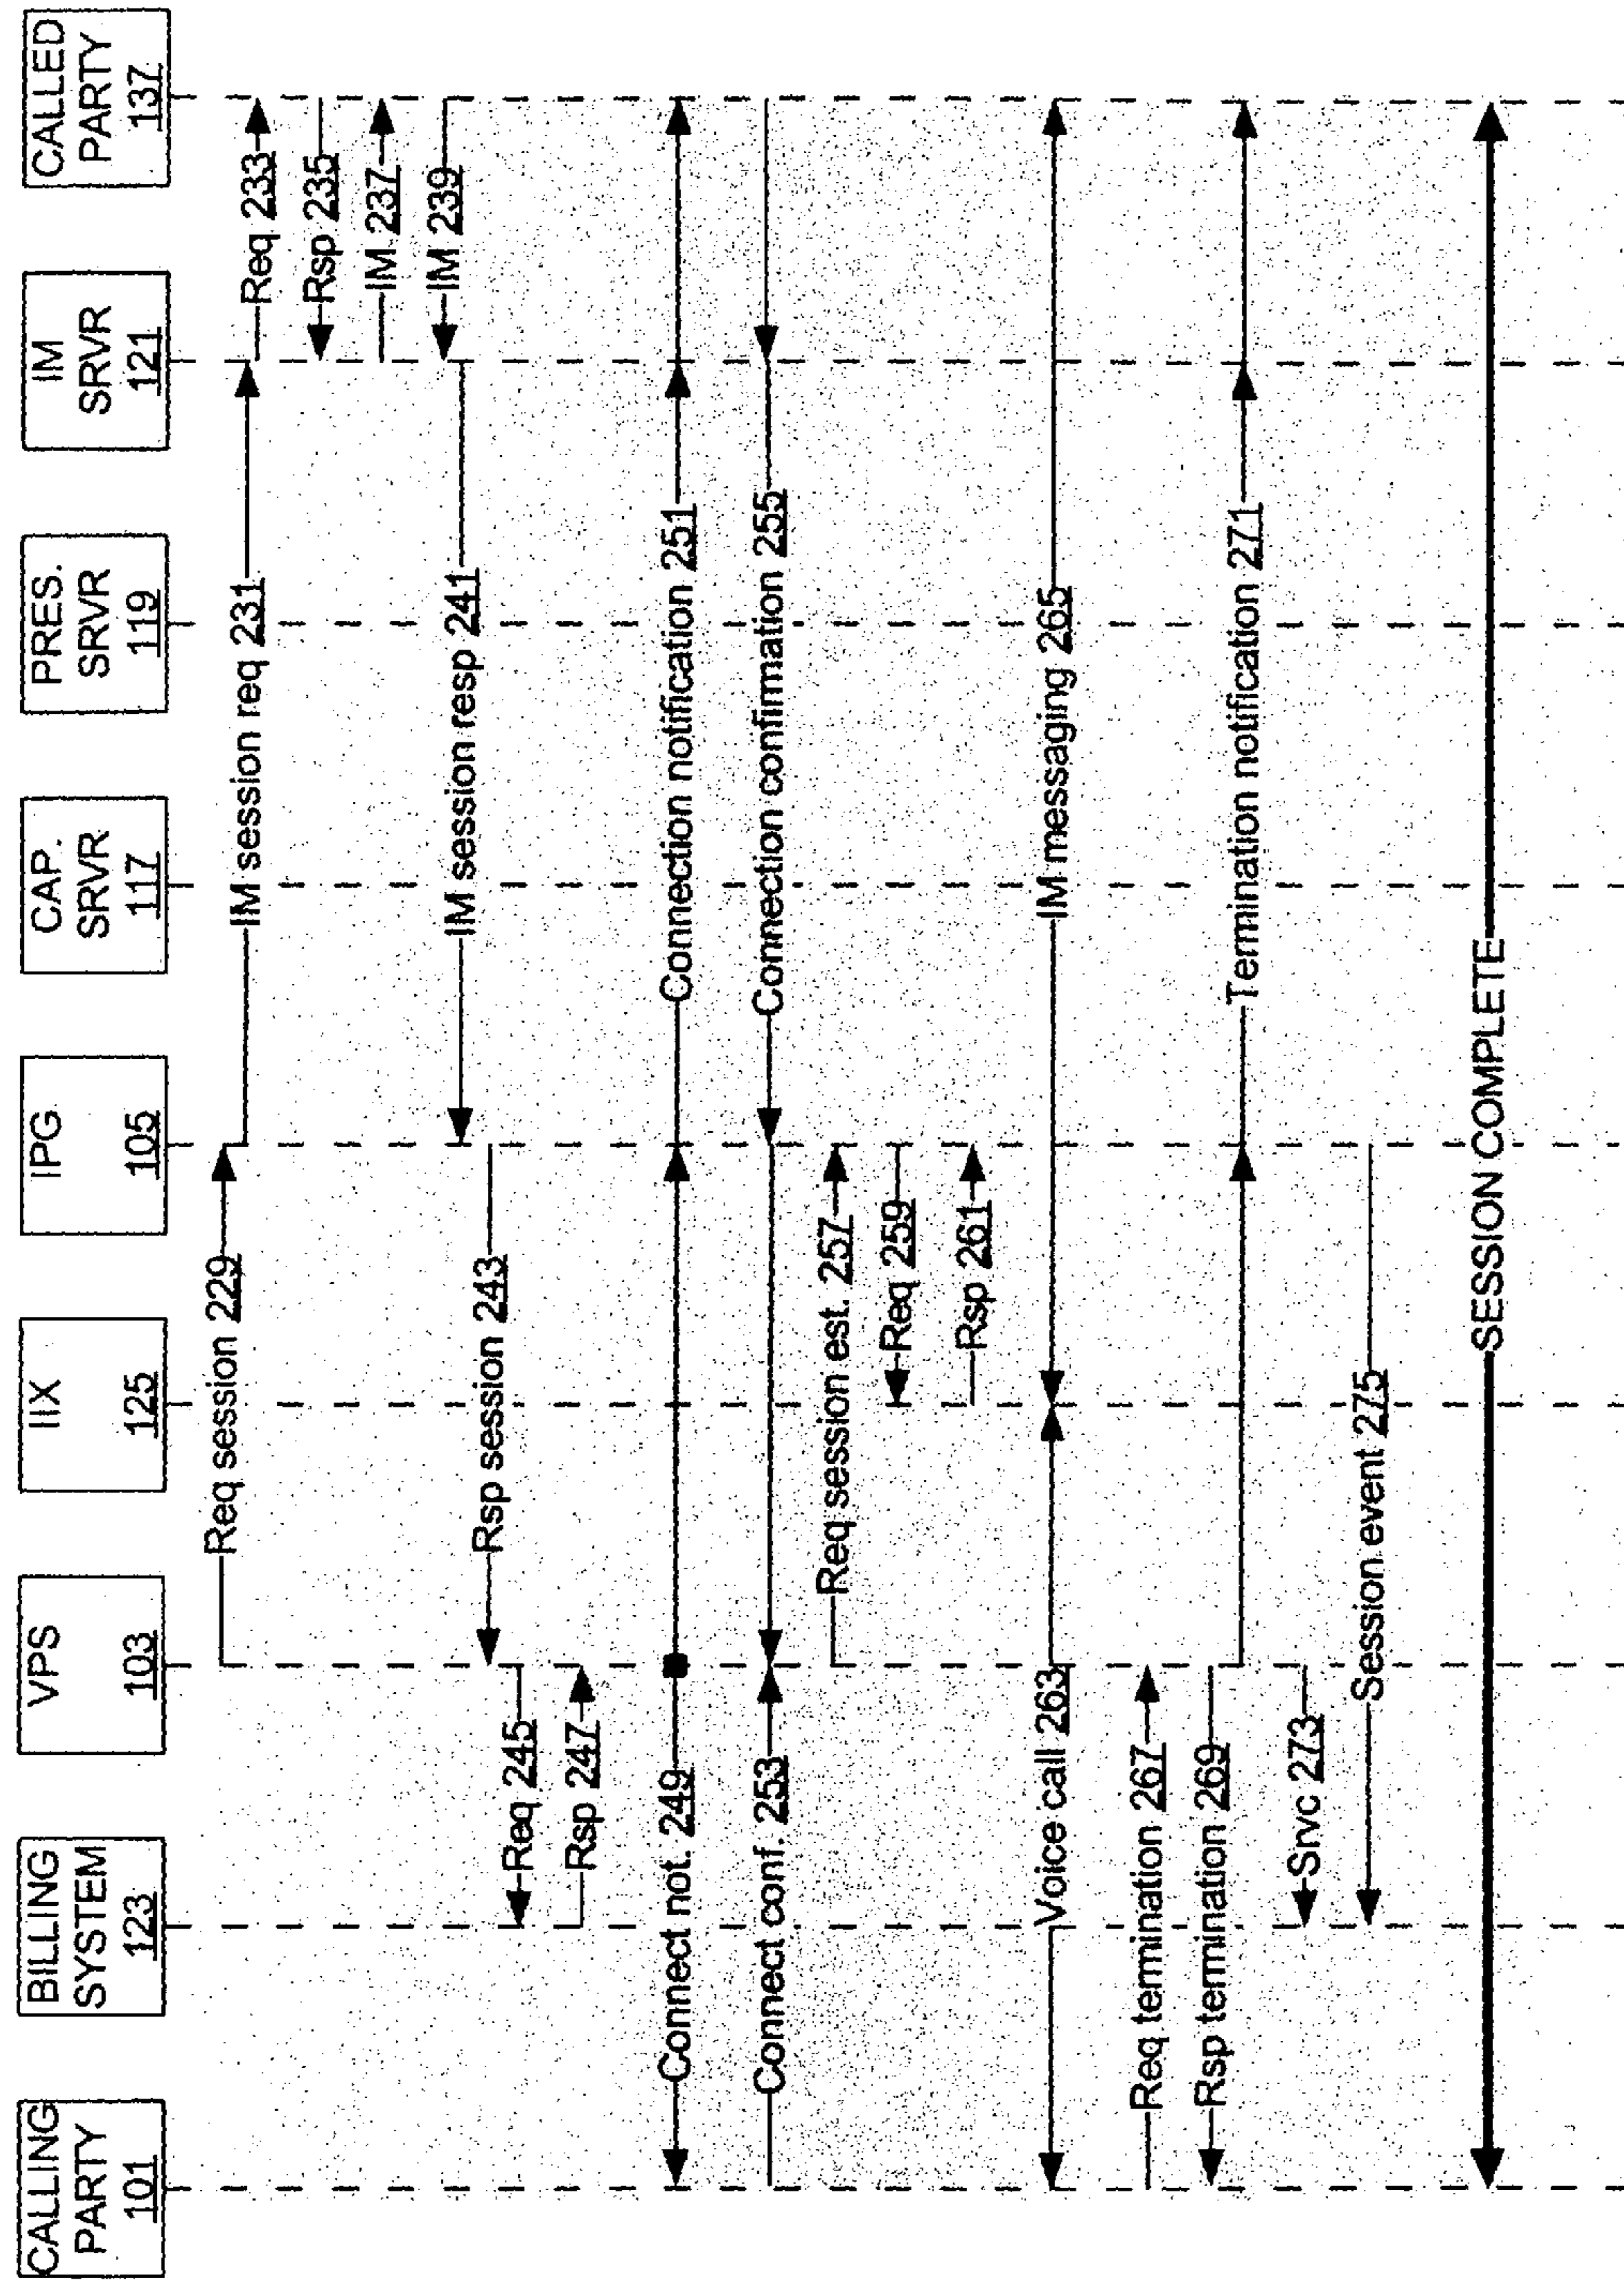 CALLING
PARTY
101
BILLING
SYSTEM
123
VPS
103
IIX
125
IPG
105
CAP.
SRVR
117
PRES.
SRVR
119
IM
SRVR
121
CALLED
PARTY
137
Req session 229
IM session req 231
Req 233
Rsp 235
IM 237
IM 239
IM session resp 241
Rsp session 243
Req 245
Rsp 247
Connect not. 249
Connection notification 251
Connect conf. 253
Connection confirmation 255
Req session est. 257
Req 259
Rsp 261
Voice call 263
IM messaging 265
Req termination 267
Rsp termination 269
Termination notification 271
Srvc 273
Session event 275
SESSION COMPLETE